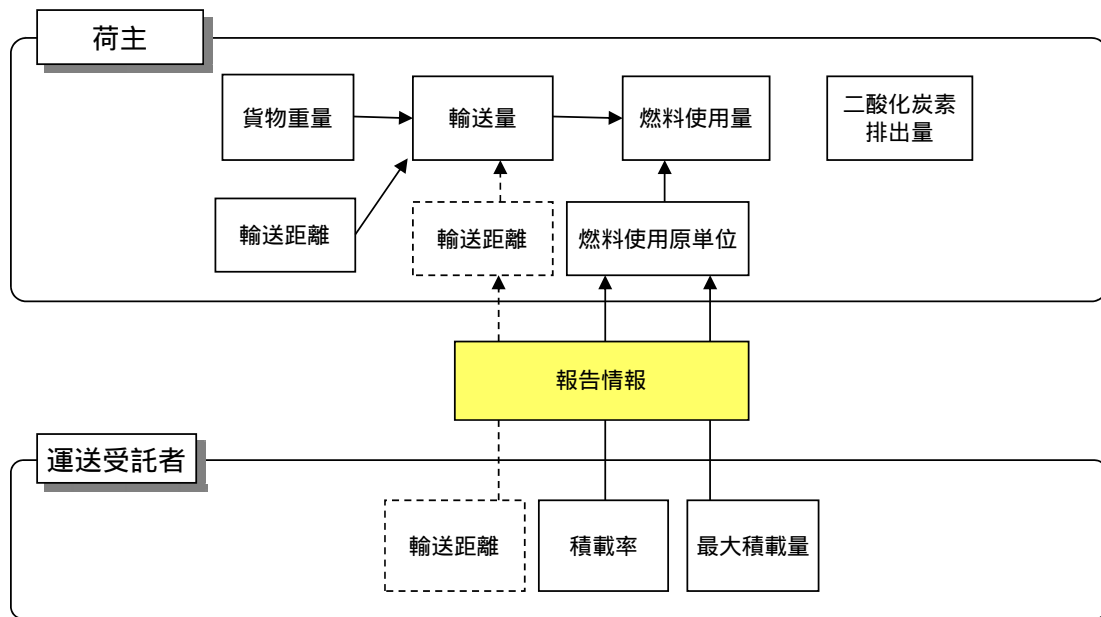 荷主
貨物重量
輸送量
燃料使用量
二酸化炭素
排出量
輸送距離
輸送距離
燃料使用原単位
報告情報
運送受託者
輸送距離
積載率
最大積載量